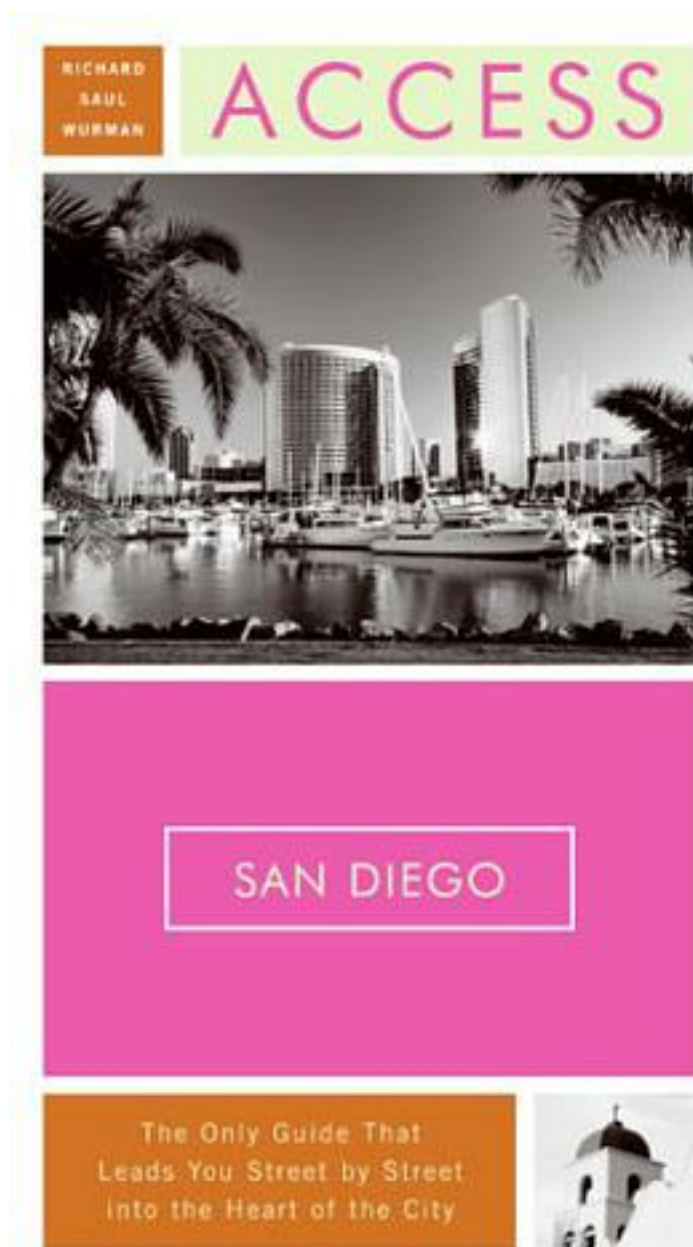 RICHARD
SAUL
WURMAN
ACCESS
SAN DIEGO
The Only Guide That
Leads You Street by Street
into the Heart of the City